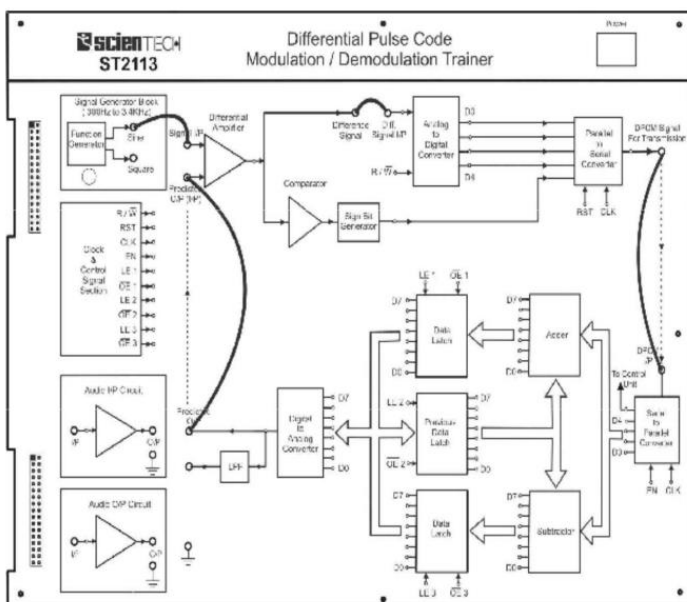 SCIENTECH
ST2113
Differential Pulse Code
Modulation / Demodulation Trainer
Signal Generator Block
( 300Hz to 3.4KHz )
Function
Generator
Sine
Square
Signal I/P
Differential
Amplifier
Predictor
O/P (I/P)
Difference
Signal
Diff.
Signal I/P
R / W
Analog
to
Digital
Converter
D3
D4
Comparator
Sign Bit
Generator
Parallel
to
Serial
Converter
RST
CLK
DPCM Signal
For Transmission
Clock
&
Control
Signal
Section
R / W
RST
CLK
EN
LE 1
OE 1
LE 2
OE 2
LE 3
OE 3
LE 1
OE 1
D7
Data
Latch
D0
D7
Adder
D0
DPCM
I/P
To Control
Unit
D4
D3
Serial
to
Parallel
Converter
EN
CLK
LE 2
OE 2
Previous
Data
Latch
D7
D0
Digital
to
Analog
Converter
D7
D0
LPF
D7
Data
Latch
D0
LE 3
OE 3
D7
Subtractor
D0
Audio I/P Circuit
I/P
O/P
Audio O/P Circuit
I/P
O/P